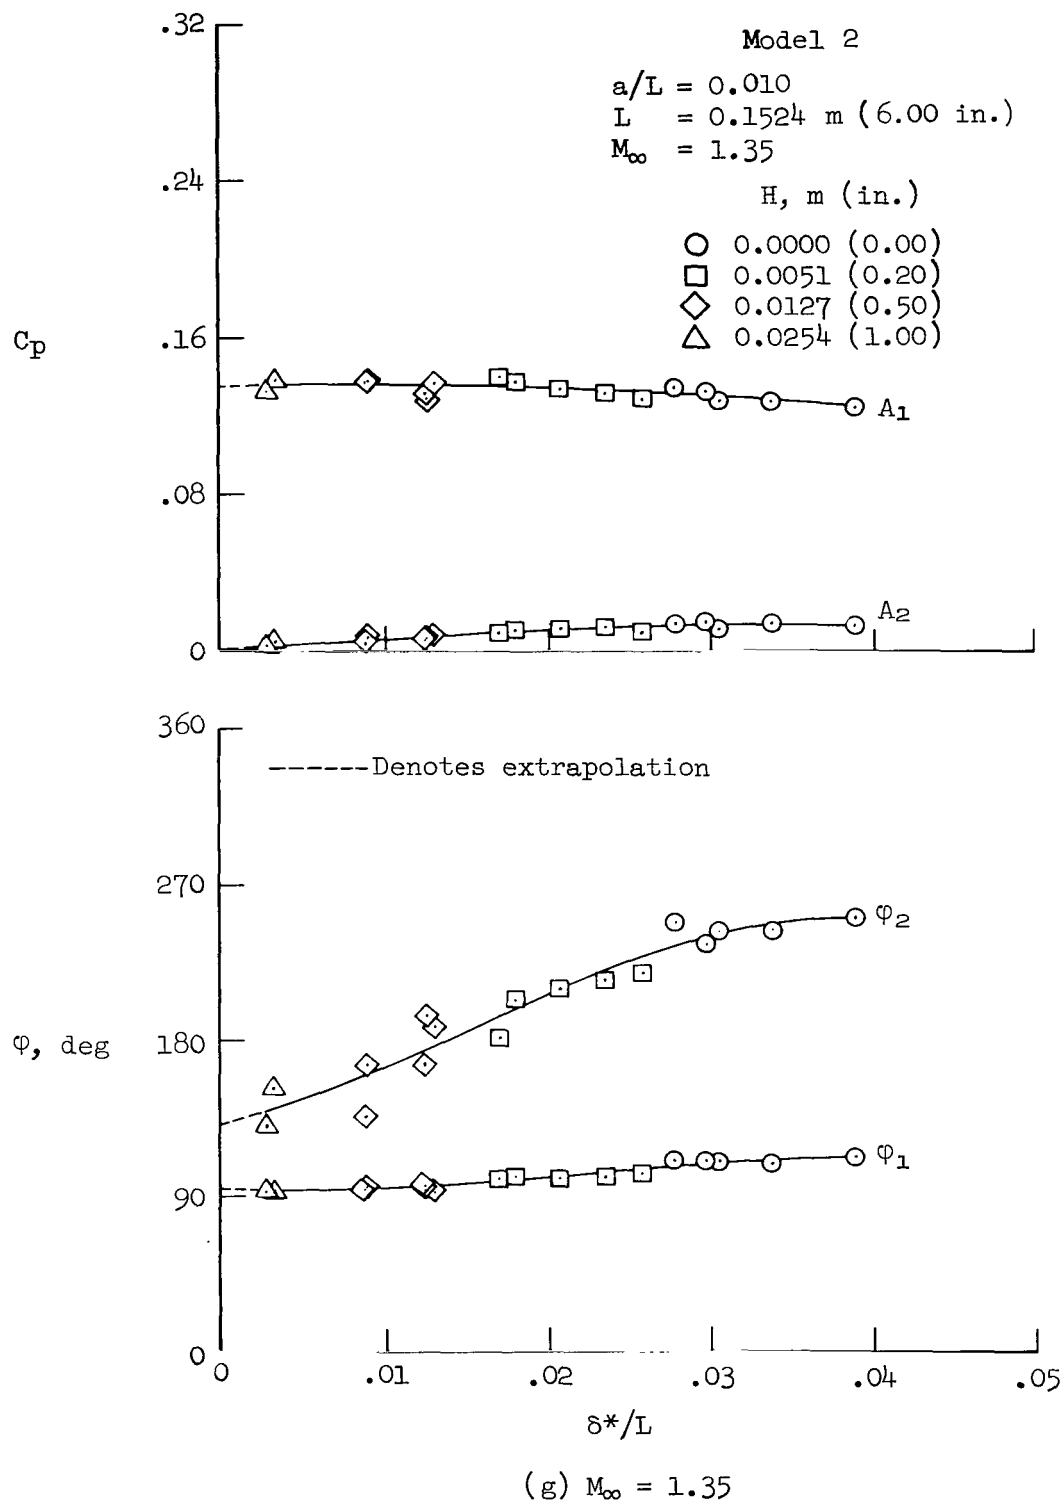 .32
Model 2
a/L = 0.010
L = 0.1524 m (6.00 in.)
M∞ = 1.35
.24
H, m (in.)
0.0000 (0.00)
0.0051 (0.20)
0.0127 (0.50)
0.0254 (1.00)
Cp
.16
A1
.08
A2
0
360
Denotes extrapolation
270
φ2
φ, deg
180
φ1
90
0
0 .01 .02 .03 .04 .05
δ*/L
(g) M∞ = 1.35